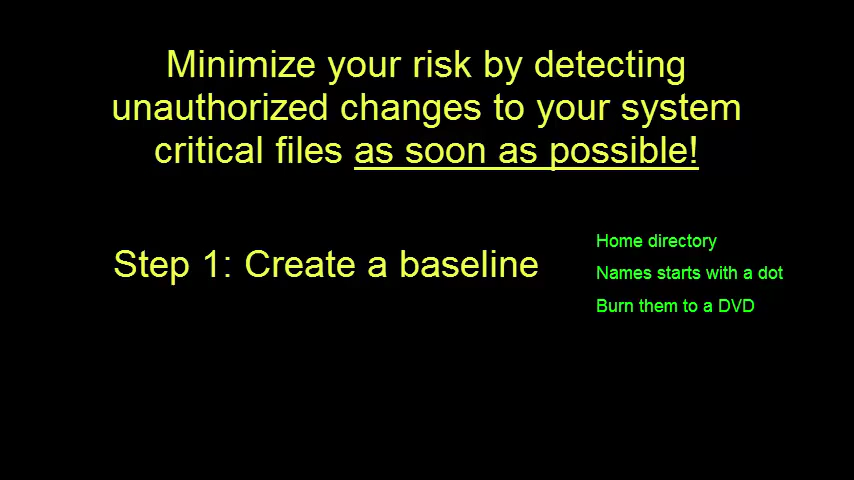 Minimize your risk by detecting
unauthorized changes to your system
critical files as soon as possible!
Step 1: Create a baseline
Home directory
Names starts with a dot
Burn them to a DVD